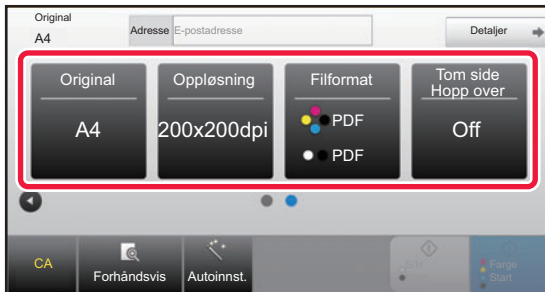 Original
A4
Adresse E-postadresse
Detaljer
Original
A4
Oppløsning
200x200dpi
Filformat
PDF
PDF
Tom side
Hopp over
Off
CA
Forhåndsvis
Autoinnst.
Farge
Start